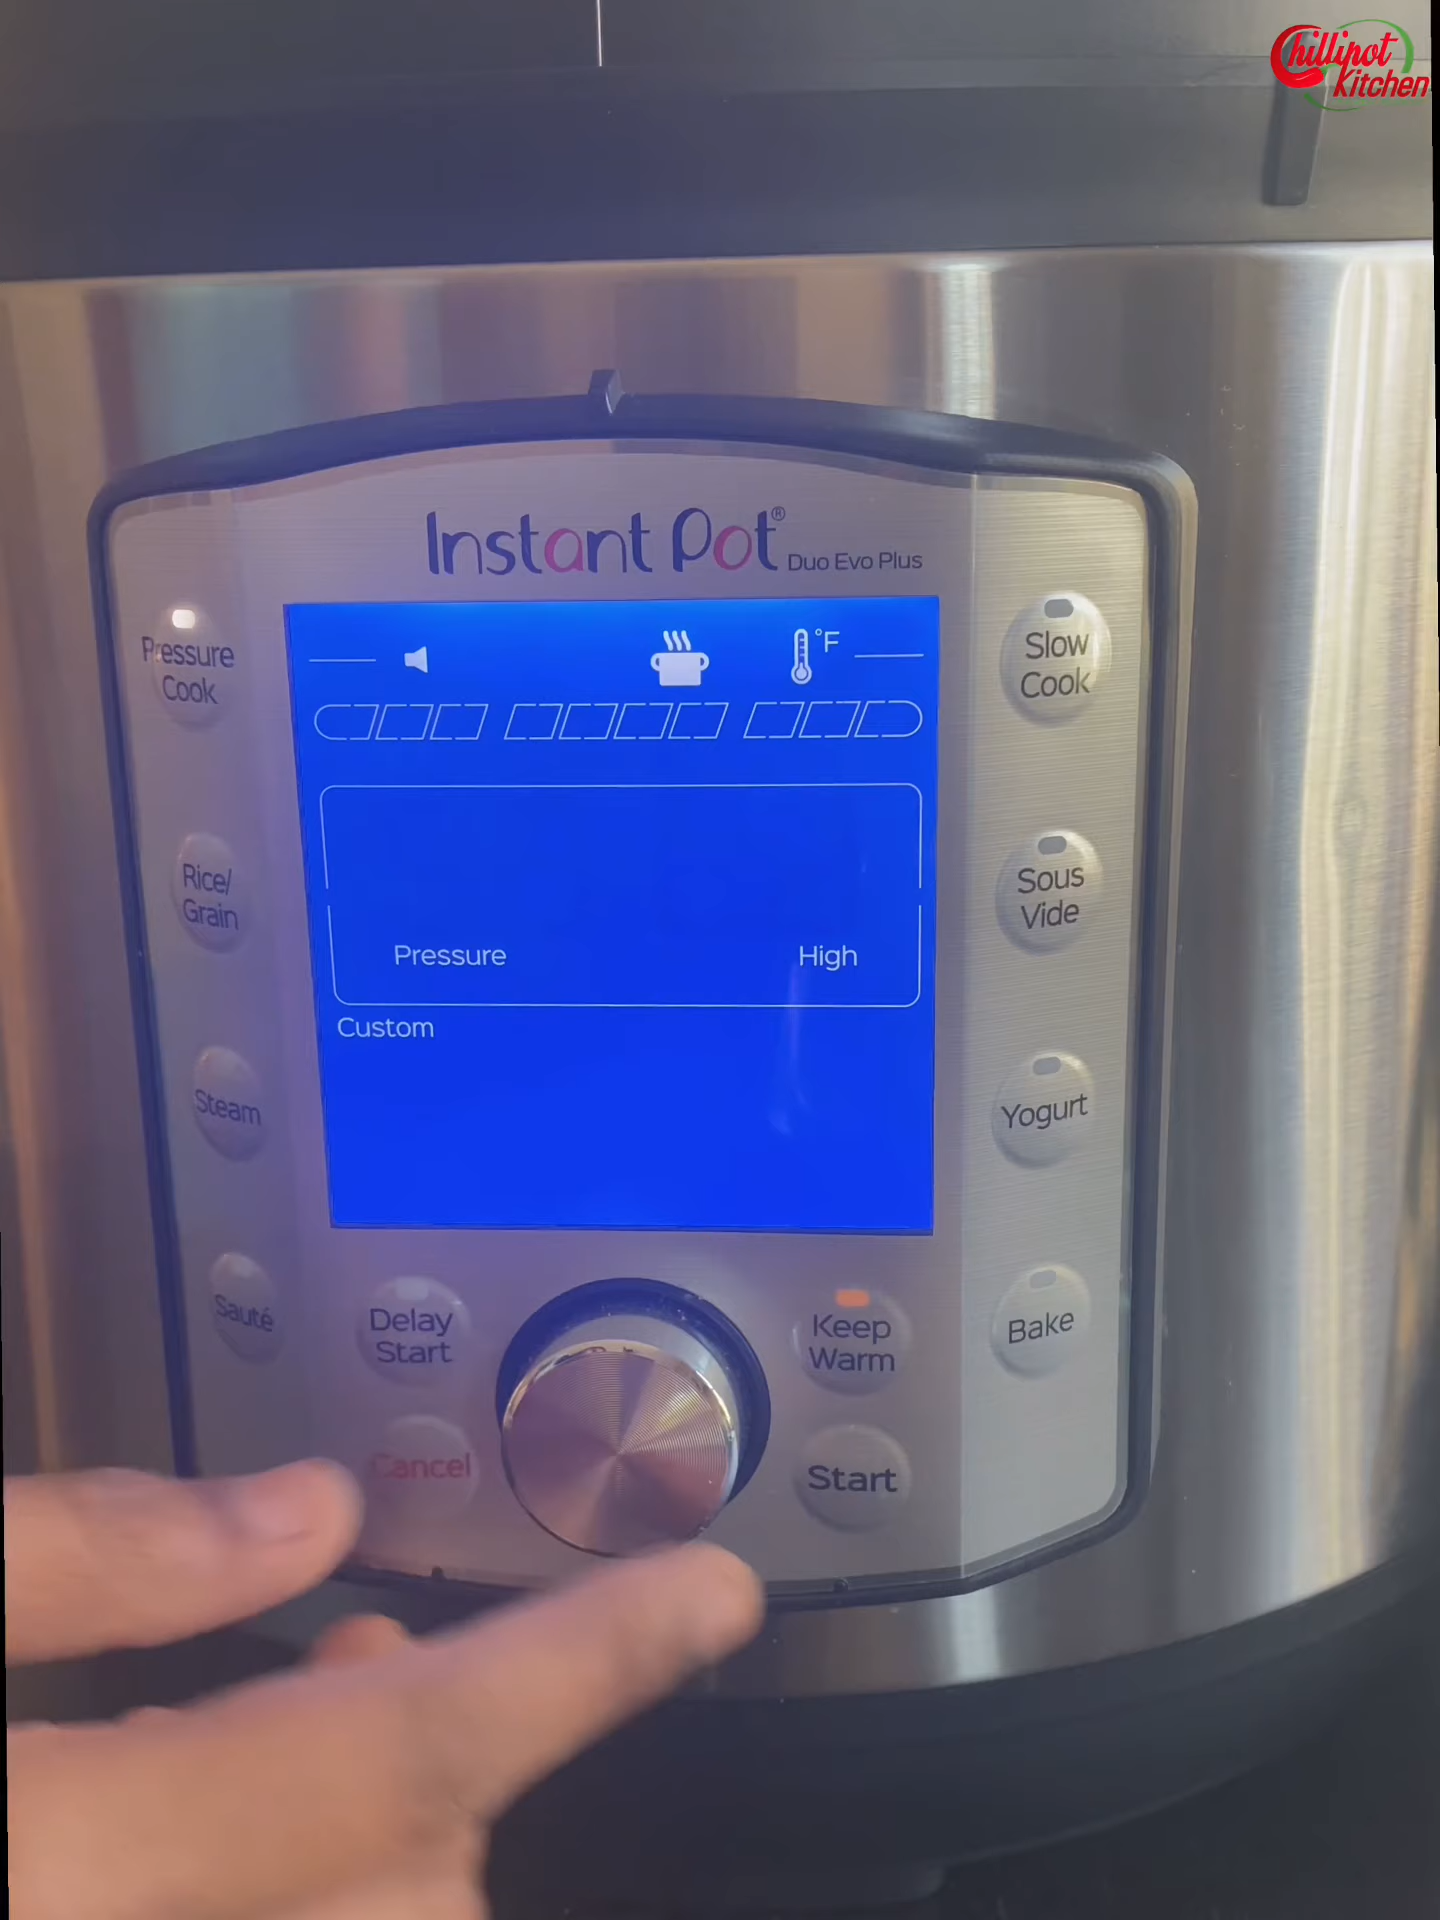 Chillipot
Kitchen
Instant Pot®
Duo Evo Plus
Pressure
Cook
°F
Slow
Cook
Rice/
Grain
Sous
Vide
Pressure High
Custom
Steam
Yogurt
Sauté
Delay
Start
Keep
Warm
Bake
Cancel
Start